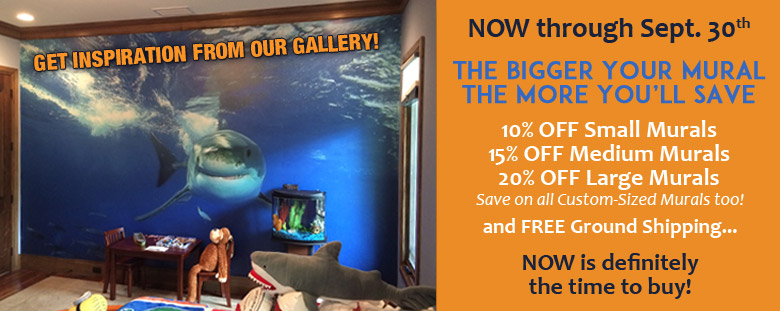 GET INSPIRATION FROM OUR GALLERY!
NOW through Sept. 30th
THE BIGGER YOUR MURAL
THE MORE YOU'LL SAVE
10% OFF Small Murals
15% OFF Medium Murals
20% OFF Large Murals
Save on all Custom-Sized Murals too!
and FREE Ground Shipping...
NOW is definitely
the time to buy!